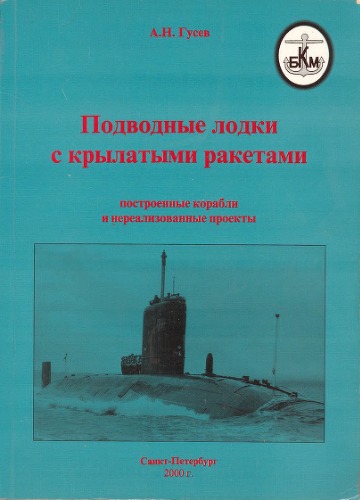 А.Н. Гусев
БКМ
Подводные лодки
с крылатыми ракетами
построенные корабли
и нереализованные проекты
Санкт-Петербург
2000 г.